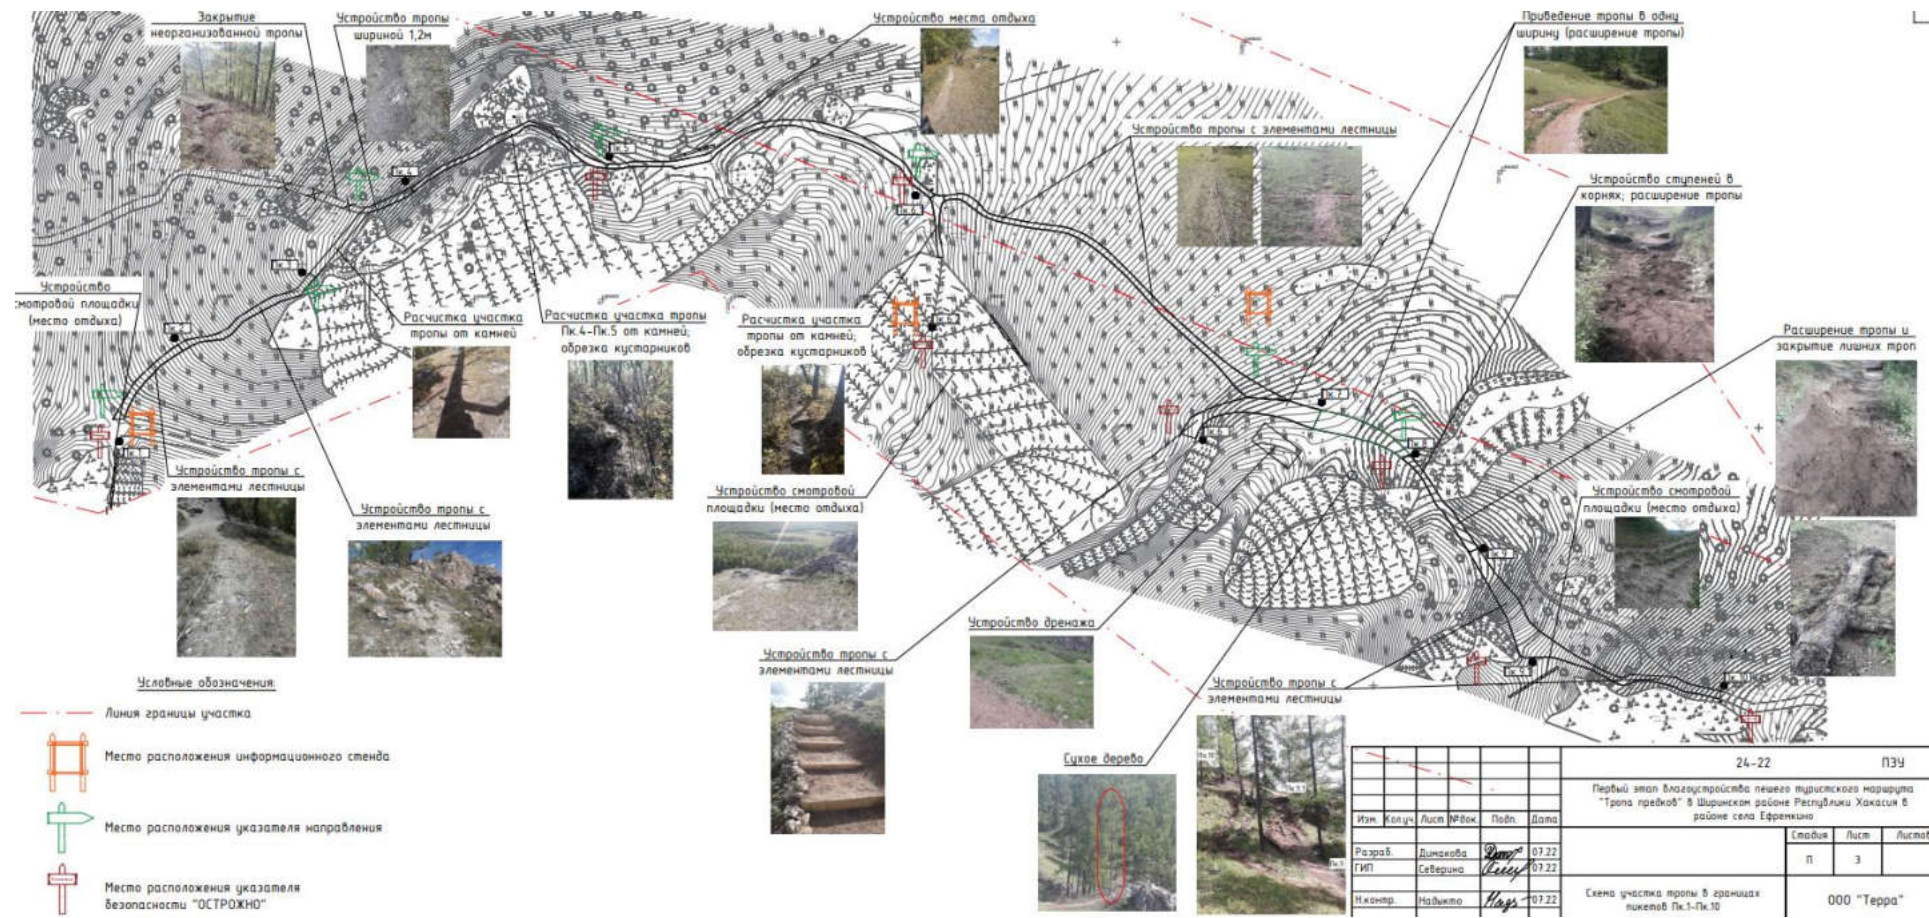 Закрытие
неорганизованной тропы
Устройство тропы
шириной 1,2м
Устройство места отдыха
Приведение тропы в одну
ширину (расширение тропы)
Устройство тропы с элементами лестницы
Устройство ступеней в
корнях; расширение тропы
Устройство
смотровой площадки
(место отдыха)
Расчистка участка
тропы от камней
Расчистка участка тропы
Пк.4-Пк.5 от камней;
обрезка кустарников
Расчистка участка
тропы от камней;
обрезка кустарников
Расширение тропы и
закрытие лишних троп
Устройство тропы с
элементами лестницы
Устройство тропы с
элементами лестницы
Устройство смотровой
площадки (место отдыха)
Устройство смотровой
площадки (место отдыха)
Устройство дренажа
Устройство тропы с
элементами лестницы
Устройство тропы с
элементами лестницы
Сухое дерево
Условные обозначения:
Линия границы участка
Место расположения информационного стенда
Место расположения указателя направления
Место расположения указателя
безопасности "ОСТРОЖНО"
24-22 ПЗУ
Первый этап благоустройства пешего туристского маршрута
"Тропа предков" в Ширинском районе Республики Хакасия в
районе села Ефремкино
Изм. Кол.уч. Лист №док. Подп. Дата
Стадия Лист Листов
Разраб. Димакова 07.22
П 3
ГИП Северина 07.22
Н.контр. Надыкто 07.22
Схема участка тропы в границах
пикетов Пк.1-Пк.10
ООО "Терра"